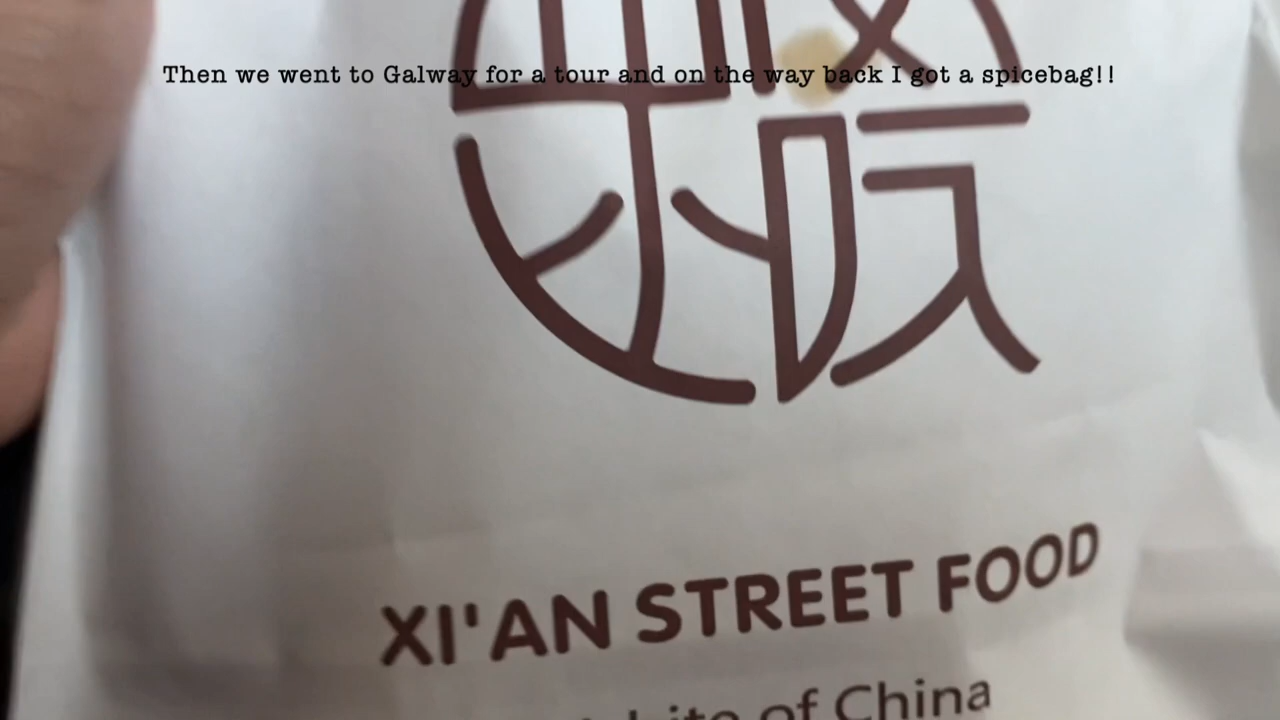 Then we went to Galway for a tour and on the way back I got a spicebag!!
XI'AN STREET FOOD
of China